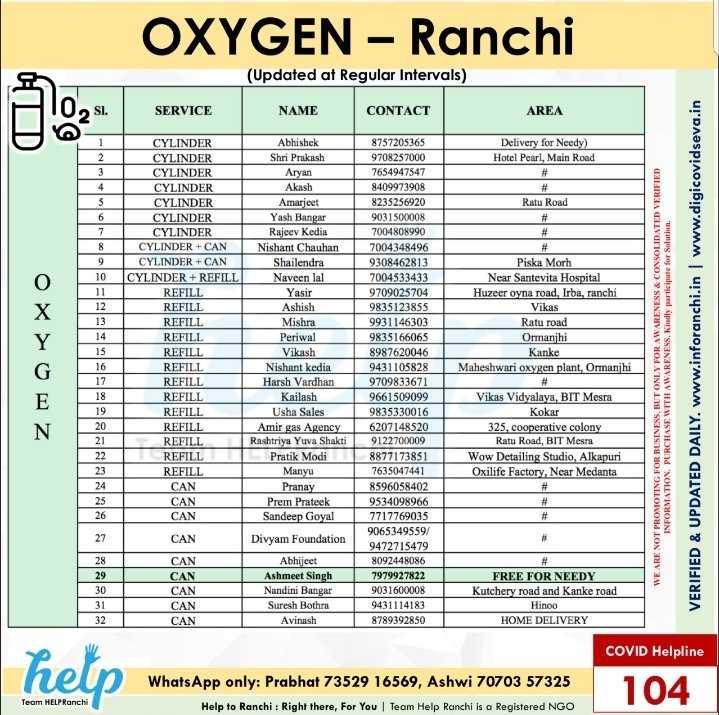 OXYGEN – Ranchi
(Updated at Regular Intervals)
O2
Sl. SERVICE NAME CONTACT AREA
OXYGEN
1 CYLINDER Abhishek 8757205365 Delivery for Needy)
2 CYLINDER Shri Prakash 9708257000 Hotel Pearl, Main Road
3 CYLINDER Aryan 7654947547 #
4 CYLINDER Akash 8409973908 #
5 CYLINDER Amarjeet 8235256920 Ratu Road
6 CYLINDER Yash Bangar 9031500008 #
7 CYLINDER Rajeev Kedia 7004808990 #
8 CYLINDER + CAN Nishant Chauhan 7004348496 #
9 CYLINDER + CAN Shailendra 9308462813 Piska Morh
10 CYLINDER + REFILL Naveen lal 7004533433 Near Santevita Hospital
11 REFILL Yasir 9709025704 Huzeer oyna road, Irba, ranchi
12 REFILL Ashish 9835123855 Vikas
13 REFILL Mishra 9931146303 Ratu road
14 REFILL Periwal 9835166065 Ormanjhi
15 REFILL Vikash 8987620046 Kanke
16 REFILL Nishant kedia 9431105828 Maheshwari oxygen plant, Ormanjhi
17 REFILL Harsh Vardhan 9709833671 #
18 REFILL Kailash 9661509099 Vikas Vidyalaya, BIT Mesra
19 REFILL Usha Sales 9835330016 Kokar
20 REFILL Amir gas Agency 6207148520 325, cooperative colony
21 REFILL Rashtriya Yuva Shakti 9122700009 Ratu Road, BIT Mesra
22 REFILL Pratik Modi 8877173851 Wow Detailing Studio, Alkapuri
23 REFILL Manyu 7635047441 Oxilife Factory, Near Medanta
24 CAN Pranay 8596058402 #
25 CAN Prem Prateek 9534098966 #
26 CAN Sandeep Goyal 7717769035 #
27 CAN Divyam Foundation 9065349559/ 9472715479 #
28 CAN Abhijeet 8092448086 #
29 CAN Ashmeet Singh 7979927822 FREE FOR NEEDY
30 CAN Nandini Bangar 9031600008 Kutchery road and Kanke road
31 CAN Suresh Bothra 9431114183 Hinoo
32 CAN Avinash 8789392850 HOME DELIVERY
WE ARE NOT PROMOTING FOR BUSINESS, BUT ONLY FOR AWARENESS & CONSOLIDATED VERIFIED
INFORMATION. PURCHASE WITH AWARENESS. Kindly participate for Solution.
VERIFIED & UPDATED DAILY. www.inforanchi.in | www.digicovidseva.in
help
Team HELPRanchi
WhatsApp only: Prabhat 73529 16569, Ashwi 70703 57325
Help to Ranchi : Right there, For You | Team Help Ranchi is a Registered NGO
COVID Helpline
104